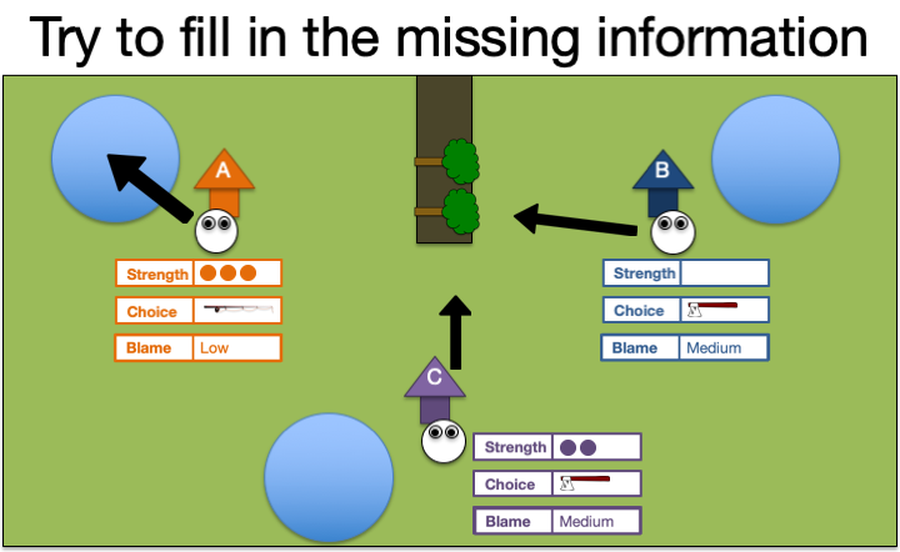 Try to fill in the missing information
A
B
Strength
Choice
Blame Low
Strength
Choice
Blame Medium
C
Strength
Choice
Blame Medium